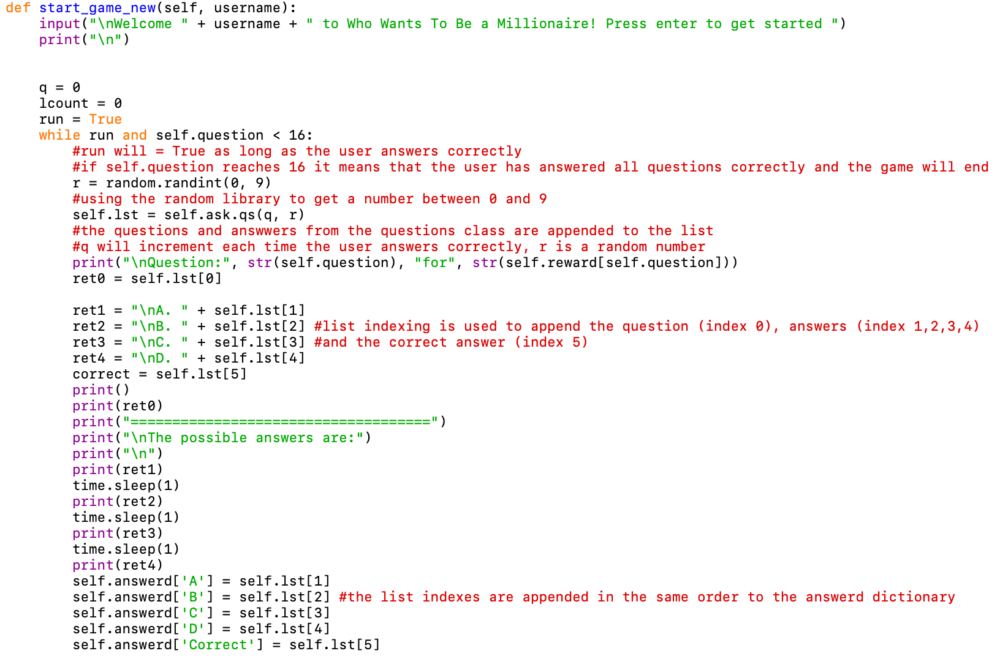 def start_game_new(self, username):
    input("\nWelcome " + username + " to Who Wants To Be a Millionaire! Press enter to get started ")
    print("\n")

    q = 0
    lcount = 0
    run = True
    while run and self.question < 16:
        #run will = True as long as the user answers correctly
        #if self.question reaches 16 it means that the user has answered all questions correctly and the game will end
        r = random.randint(0, 9)
        #using the random library to get a number between 0 and 9
        self.lst = self.ask.qs(q, r)
        #the questions and answwers from the questions class are appended to the list
        #q will increment each time the user answers correctly, r is a random number
        print("\nQuestion:", str(self.question), "for", str(self.reward[self.question]))
        ret0 = self.lst[0]

        ret1 = "\nA. " + self.lst[1]
        ret2 = "\nB. " + self.lst[2] #list indexing is used to append the question (index 0), answers (index 1,2,3,4)
        ret3 = "\nC. " + self.lst[3] #and the correct answer (index 5)
        ret4 = "\nD. " + self.lst[4]
        correct = self.lst[5]
        print()
        print(ret0)
        print("====================================")
        print("\nThe possible answers are:")
        print("\n")
        print(ret1)
        time.sleep(1)
        print(ret2)
        time.sleep(1)
        print(ret3)
        time.sleep(1)
        print(ret4)
        self.answerd['A'] = self.lst[1]
        self.answerd['B'] = self.lst[2] #the list indexes are appended in the same order to the answerd dictionary
        self.answerd['C'] = self.lst[3]
        self.answerd['D'] = self.lst[4]
        self.answerd['Correct'] = self.lst[5]